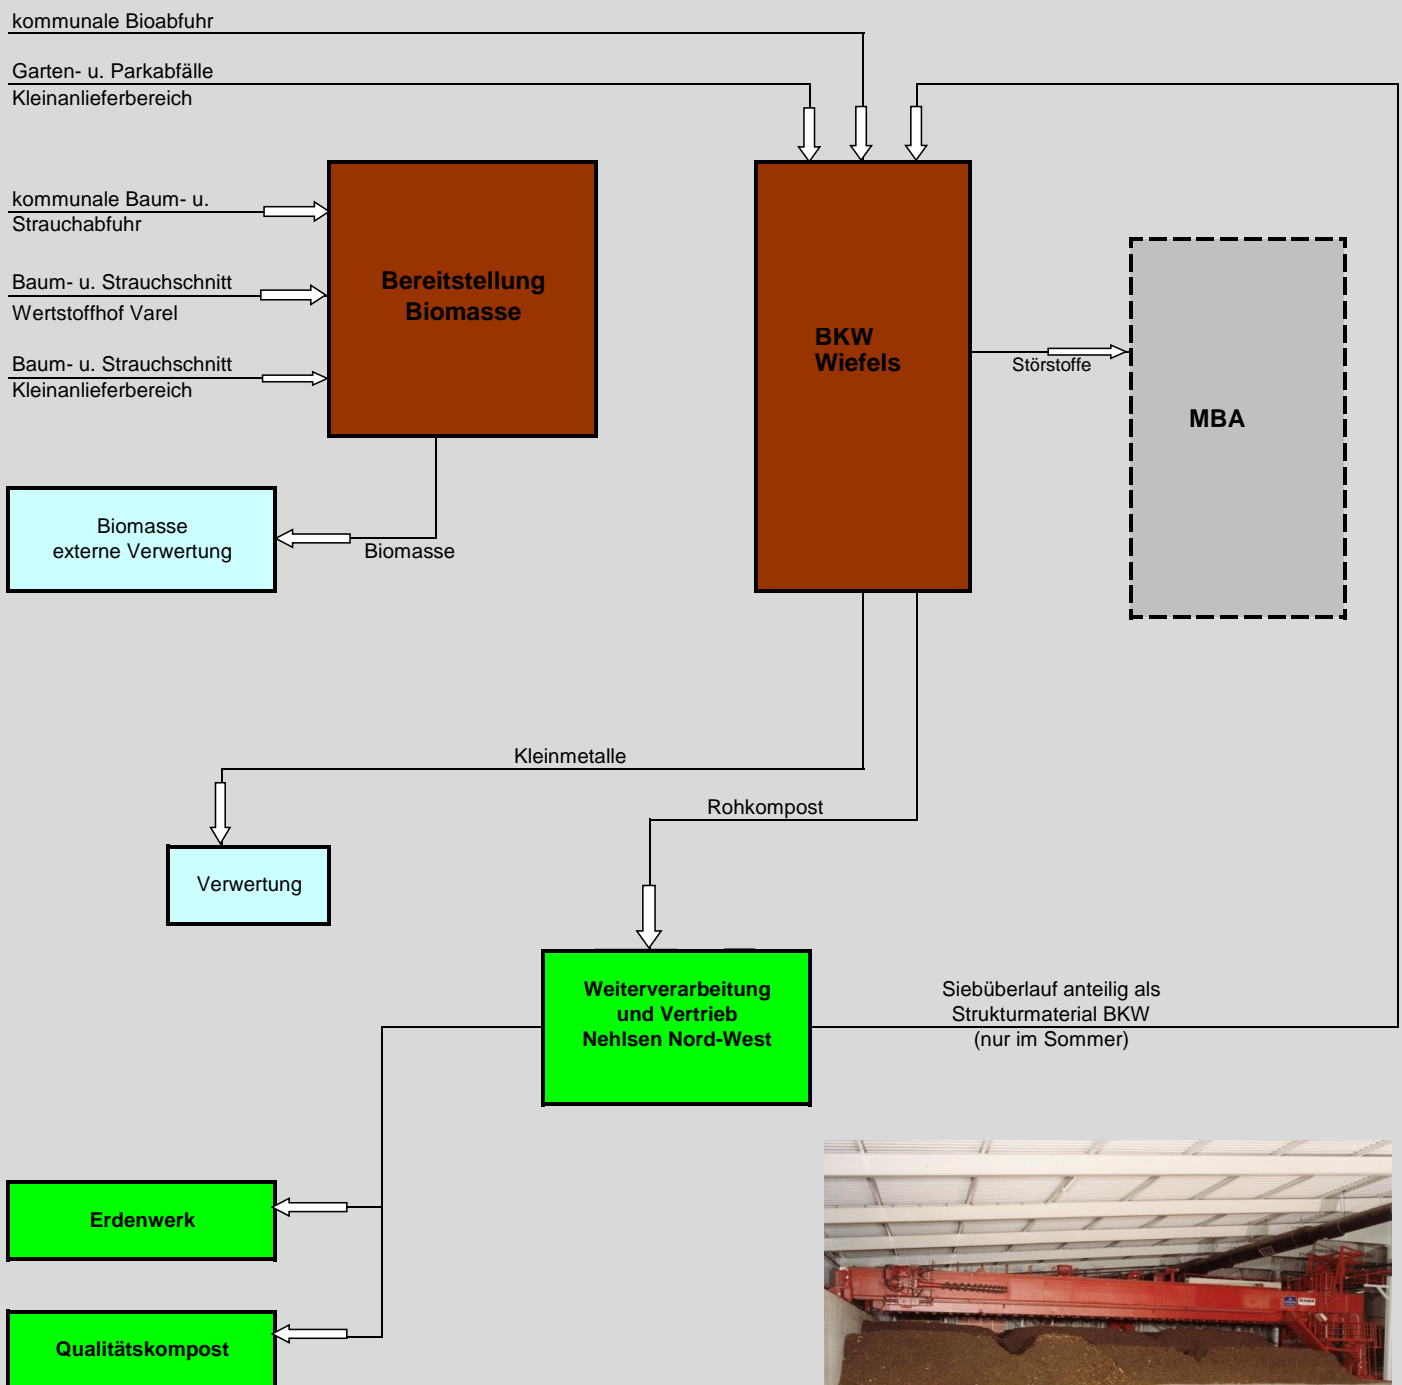 kommunale Bioabfuhr
Garten- u. Parkabfälle
Kleinanlieferbereich
kommunale Baum- u.
Strauchabfuhr
Baum- u. Strauchschnitt
Wertstoffhof Varel
Baum- u. Strauchschnitt
Kleinanlieferbereich
Bereitstellung
Biomasse
BKW
Wiefels
Störstoffe
MBA
Biomasse
externe Verwertung
Biomasse
Kleinmetalle
Rohkompost
Verwertung
Weiterverarbeitung
und Vertrieb
Nehlsen Nord-West
Siebüberlauf anteilig als
Strukturmaterial BKW
(nur im Sommer)
Erdenwerk
Qualitätskompost